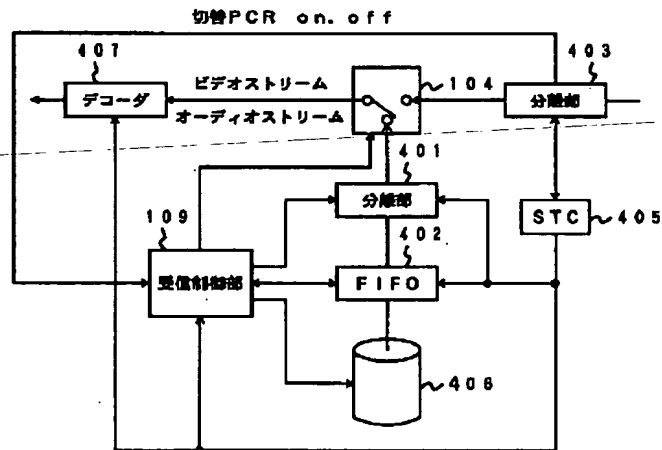 切替PCR on.off
407
403
デコーダ
ビデオストリーム
オーディオストリーム
104
分離部
401
分離部
STC
405
109
402
受信制御部
FIFO
406